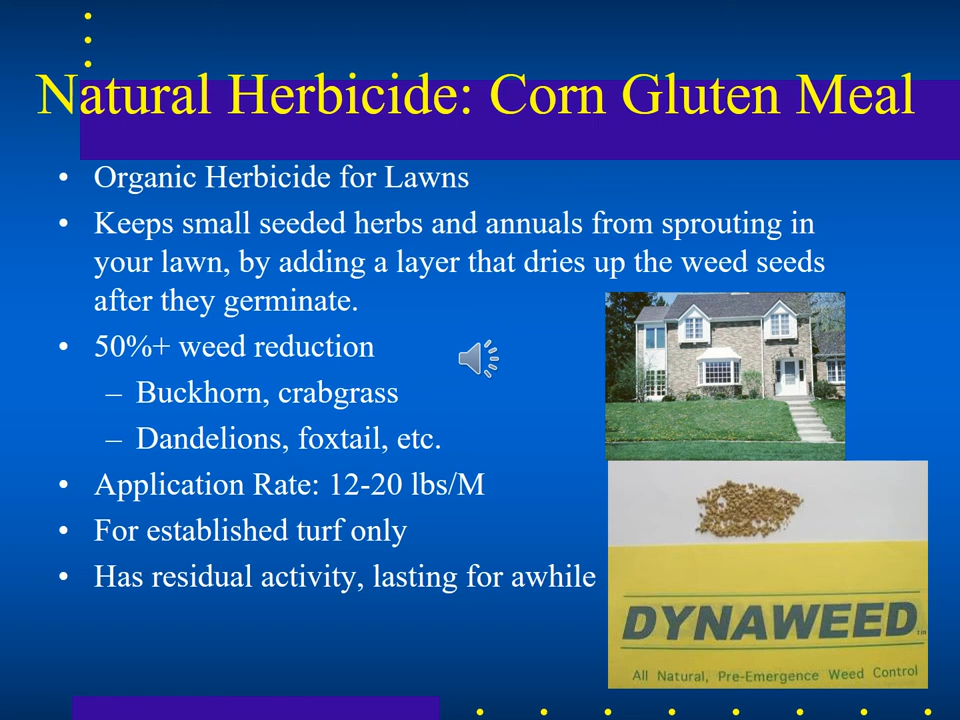 Natural Herbicide: Corn Gluten Meal
• Organic Herbicide for Lawns
• Keeps small seeded herbs and annuals from sprouting in
your lawn, by adding a layer that dries up the weed seeds
after they germinate.
• 50%+ weed reduction
– Buckhorn, crabgrass
– Dandelions, foxtail, etc.
• Application Rate: 12-20 lbs/M
• For established turf only
• Has residual activity, lasting for awhile
DYNAWEED tm
All Natural, Pre-Emergence Weed Control